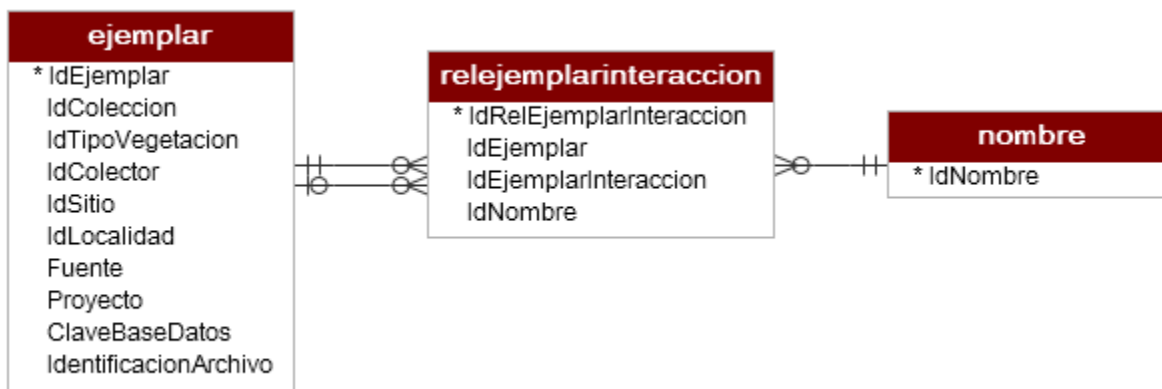 ejemplar
* IdEjemplar
IdColeccion
IdTipoVegetacion
IdColector
IdSitio
IdLocalidad
Fuente
Proyecto
ClaveBaseDatos
IdentificacionArchivo
relejemplarinteraccion
* IdRelEjemplarInteraccion
IdEjemplar
IdEjemplarInteraccion
IdNombre
nombre
* IdNombre